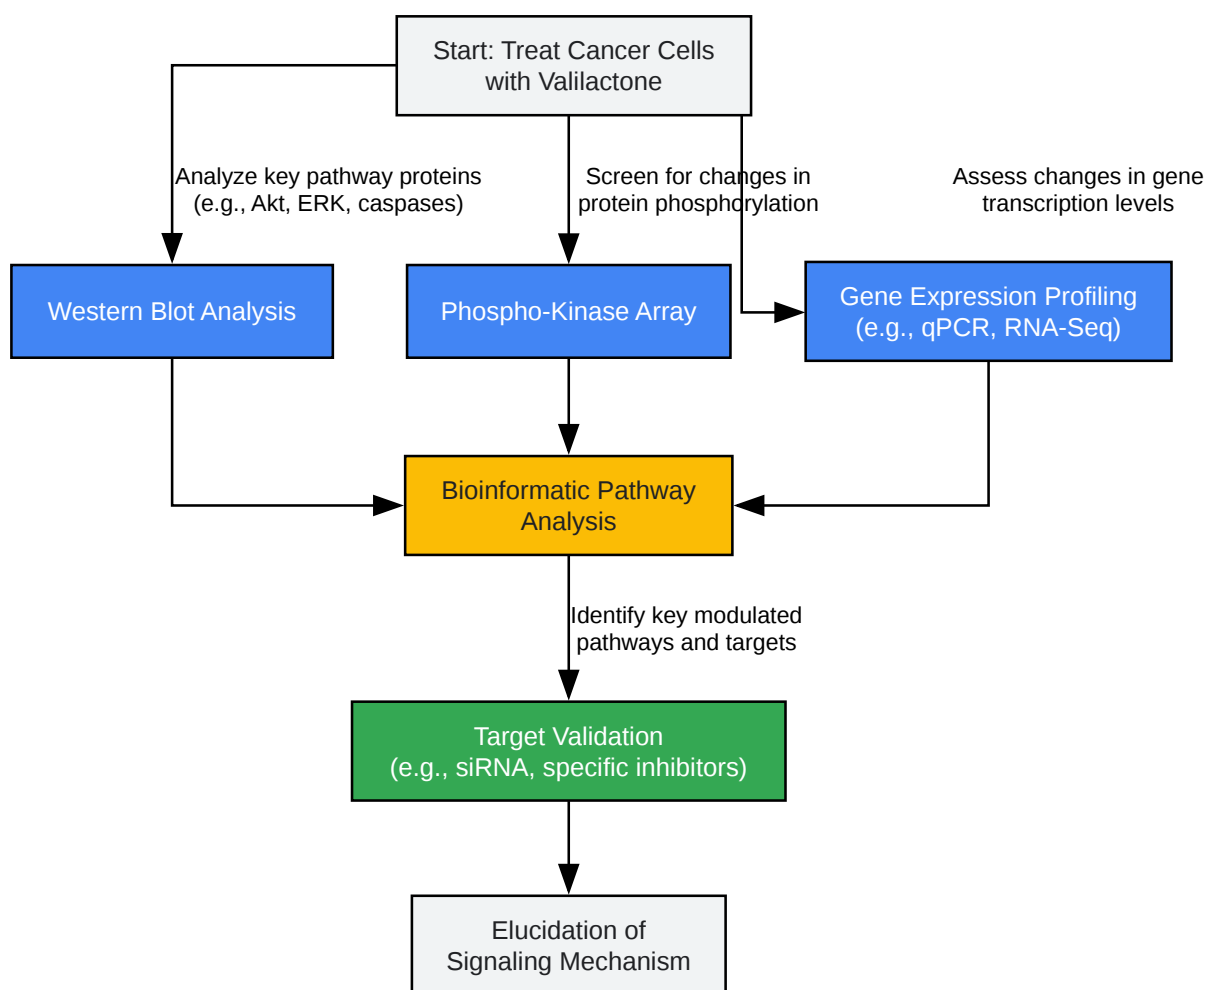 Start: Treat Cancer Cells
with Valilactone
Analyze key pathway proteins
(e.g., Akt, ERK, caspases)
Screen for changes in
protein phosphorylation
Assess changes in gene
transcription levels
Western Blot Analysis
Phospho-Kinase Array
Gene Expression Profiling
(e.g., qPCR, RNA-Seq)
Bioinformatic Pathway
Analysis
Identify key modulated
pathways and targets
Target Validation
(e.g., siRNA, specific inhibitors)
Elucidation of
Signaling Mechanism